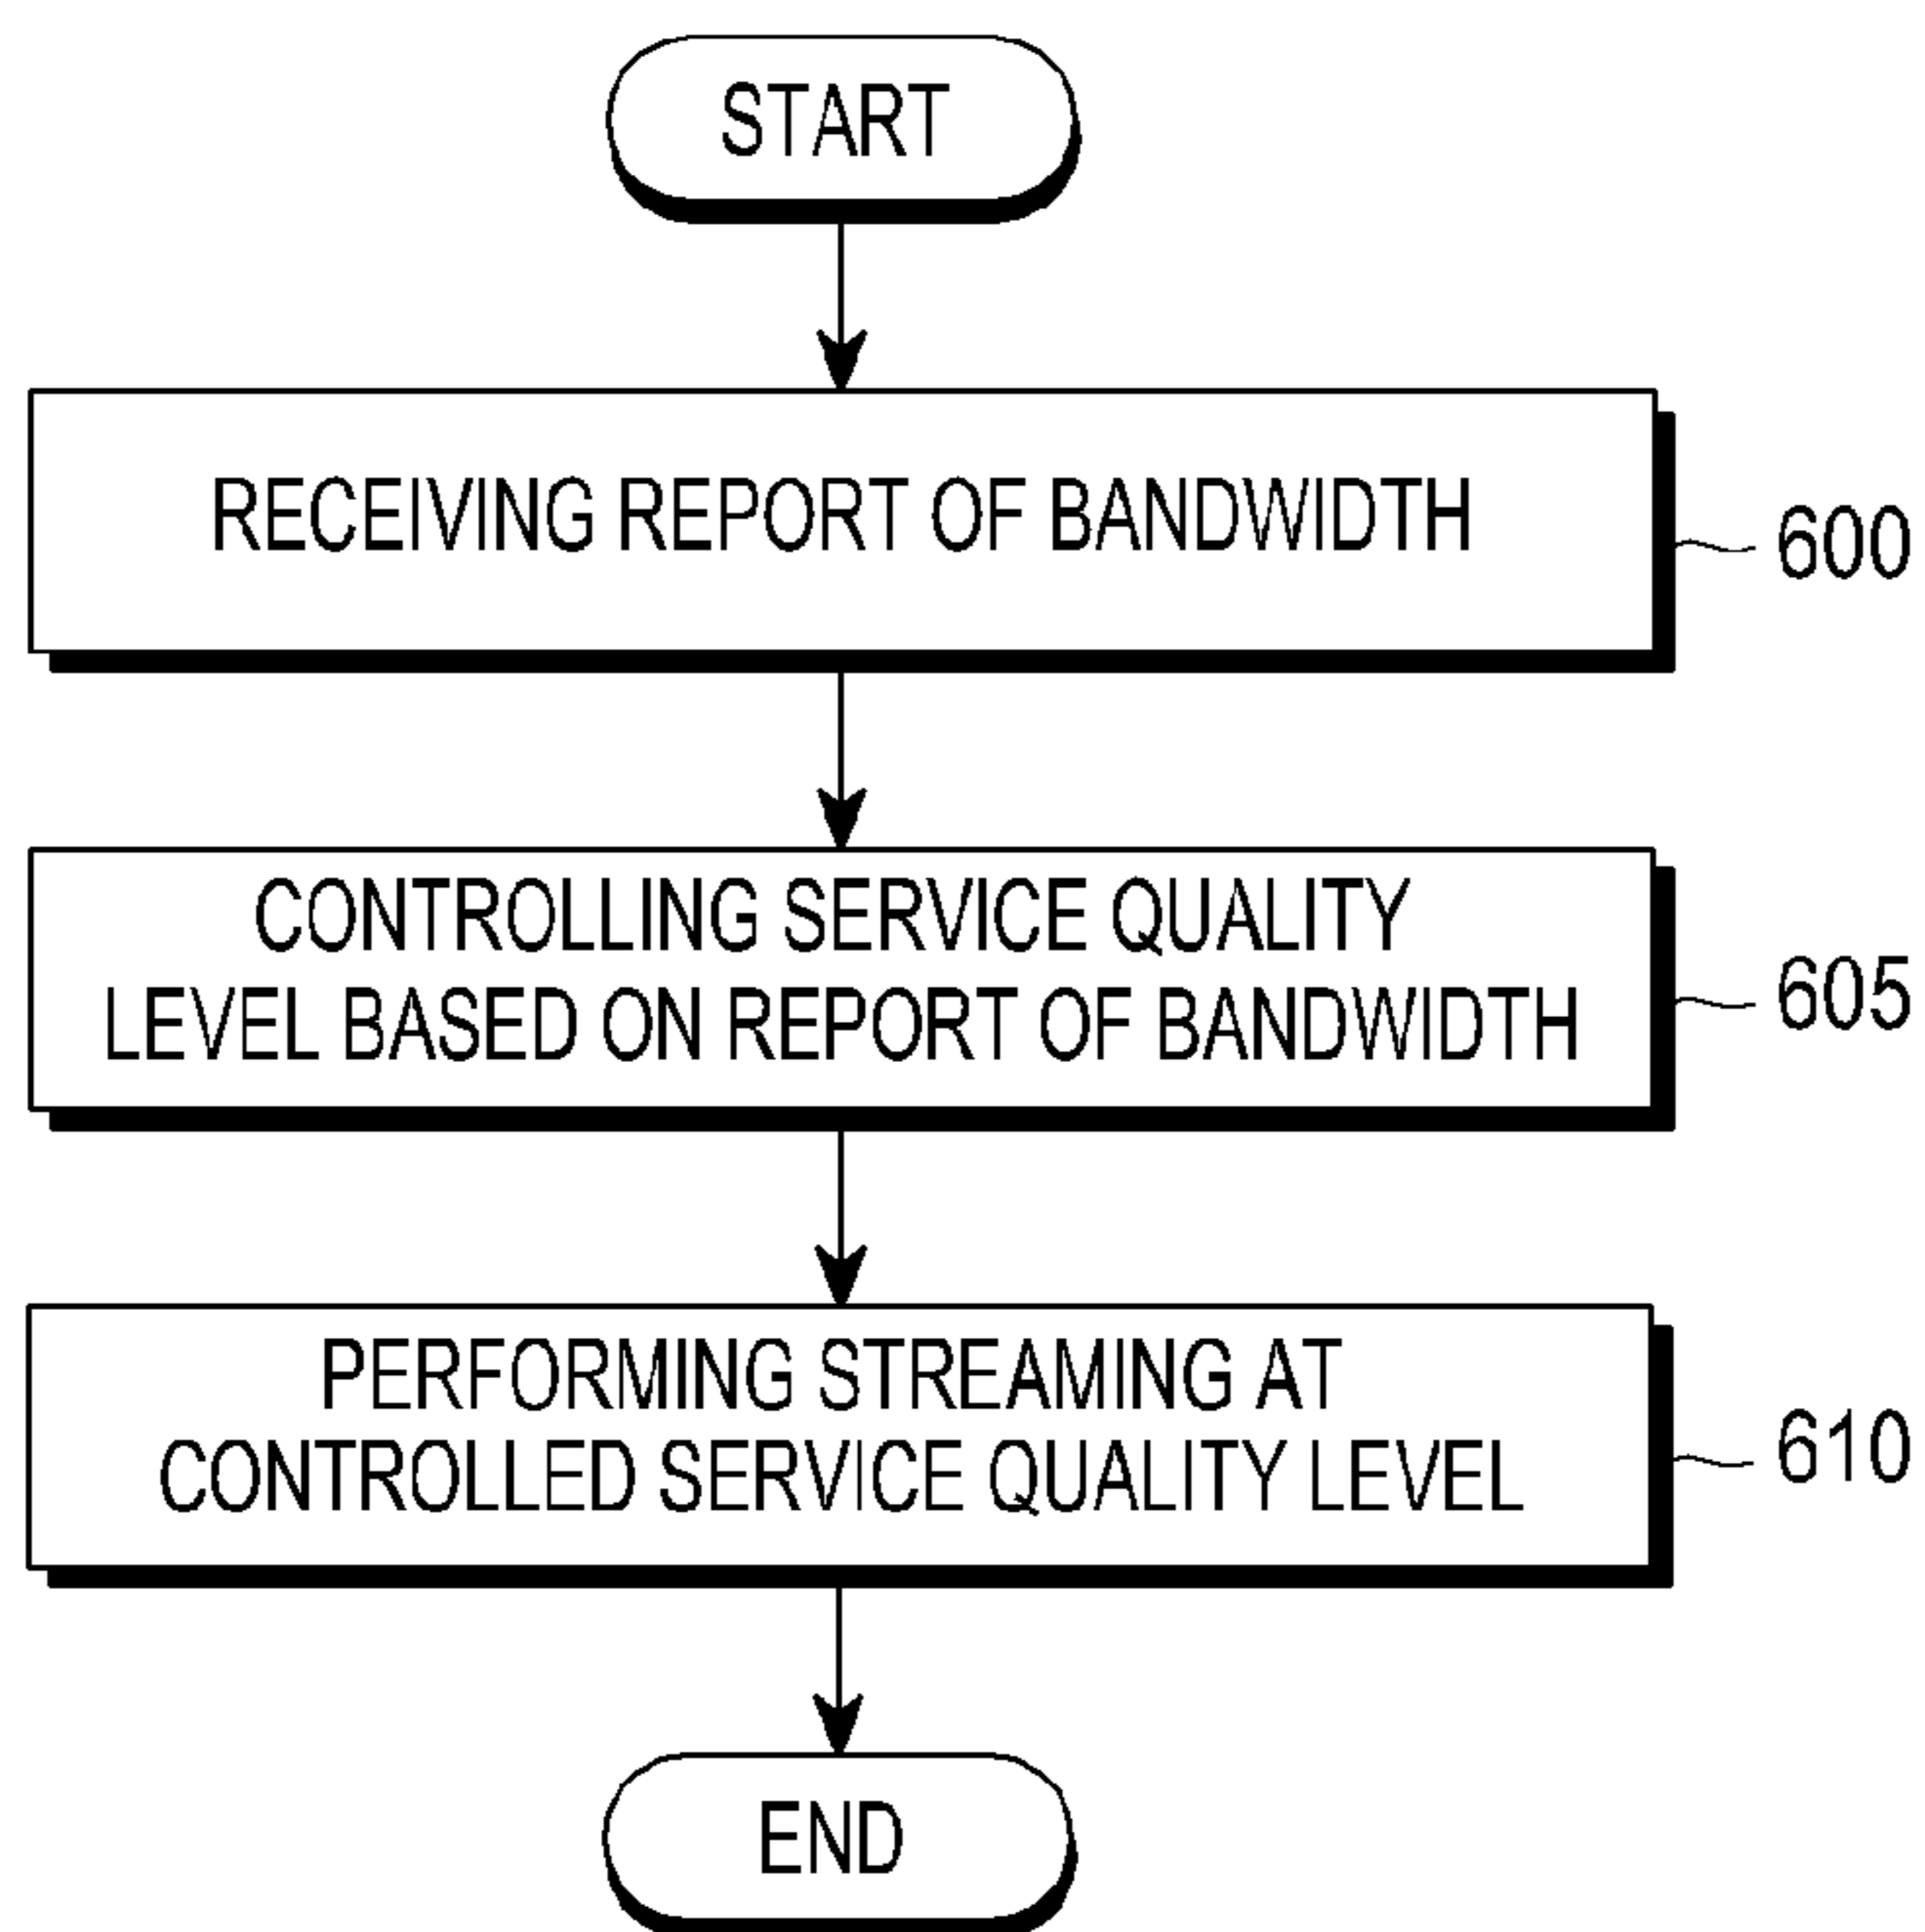 START
RECEIVING REPORT OF BANDWIDTH
600
CONTROLLING SERVICE QUALITY
LEVEL BASED ON REPORT OF BANDWIDTH
605
PERFORMING STREAMING AT
CONTROLLED SERVICE QUALITY LEVEL
610
END